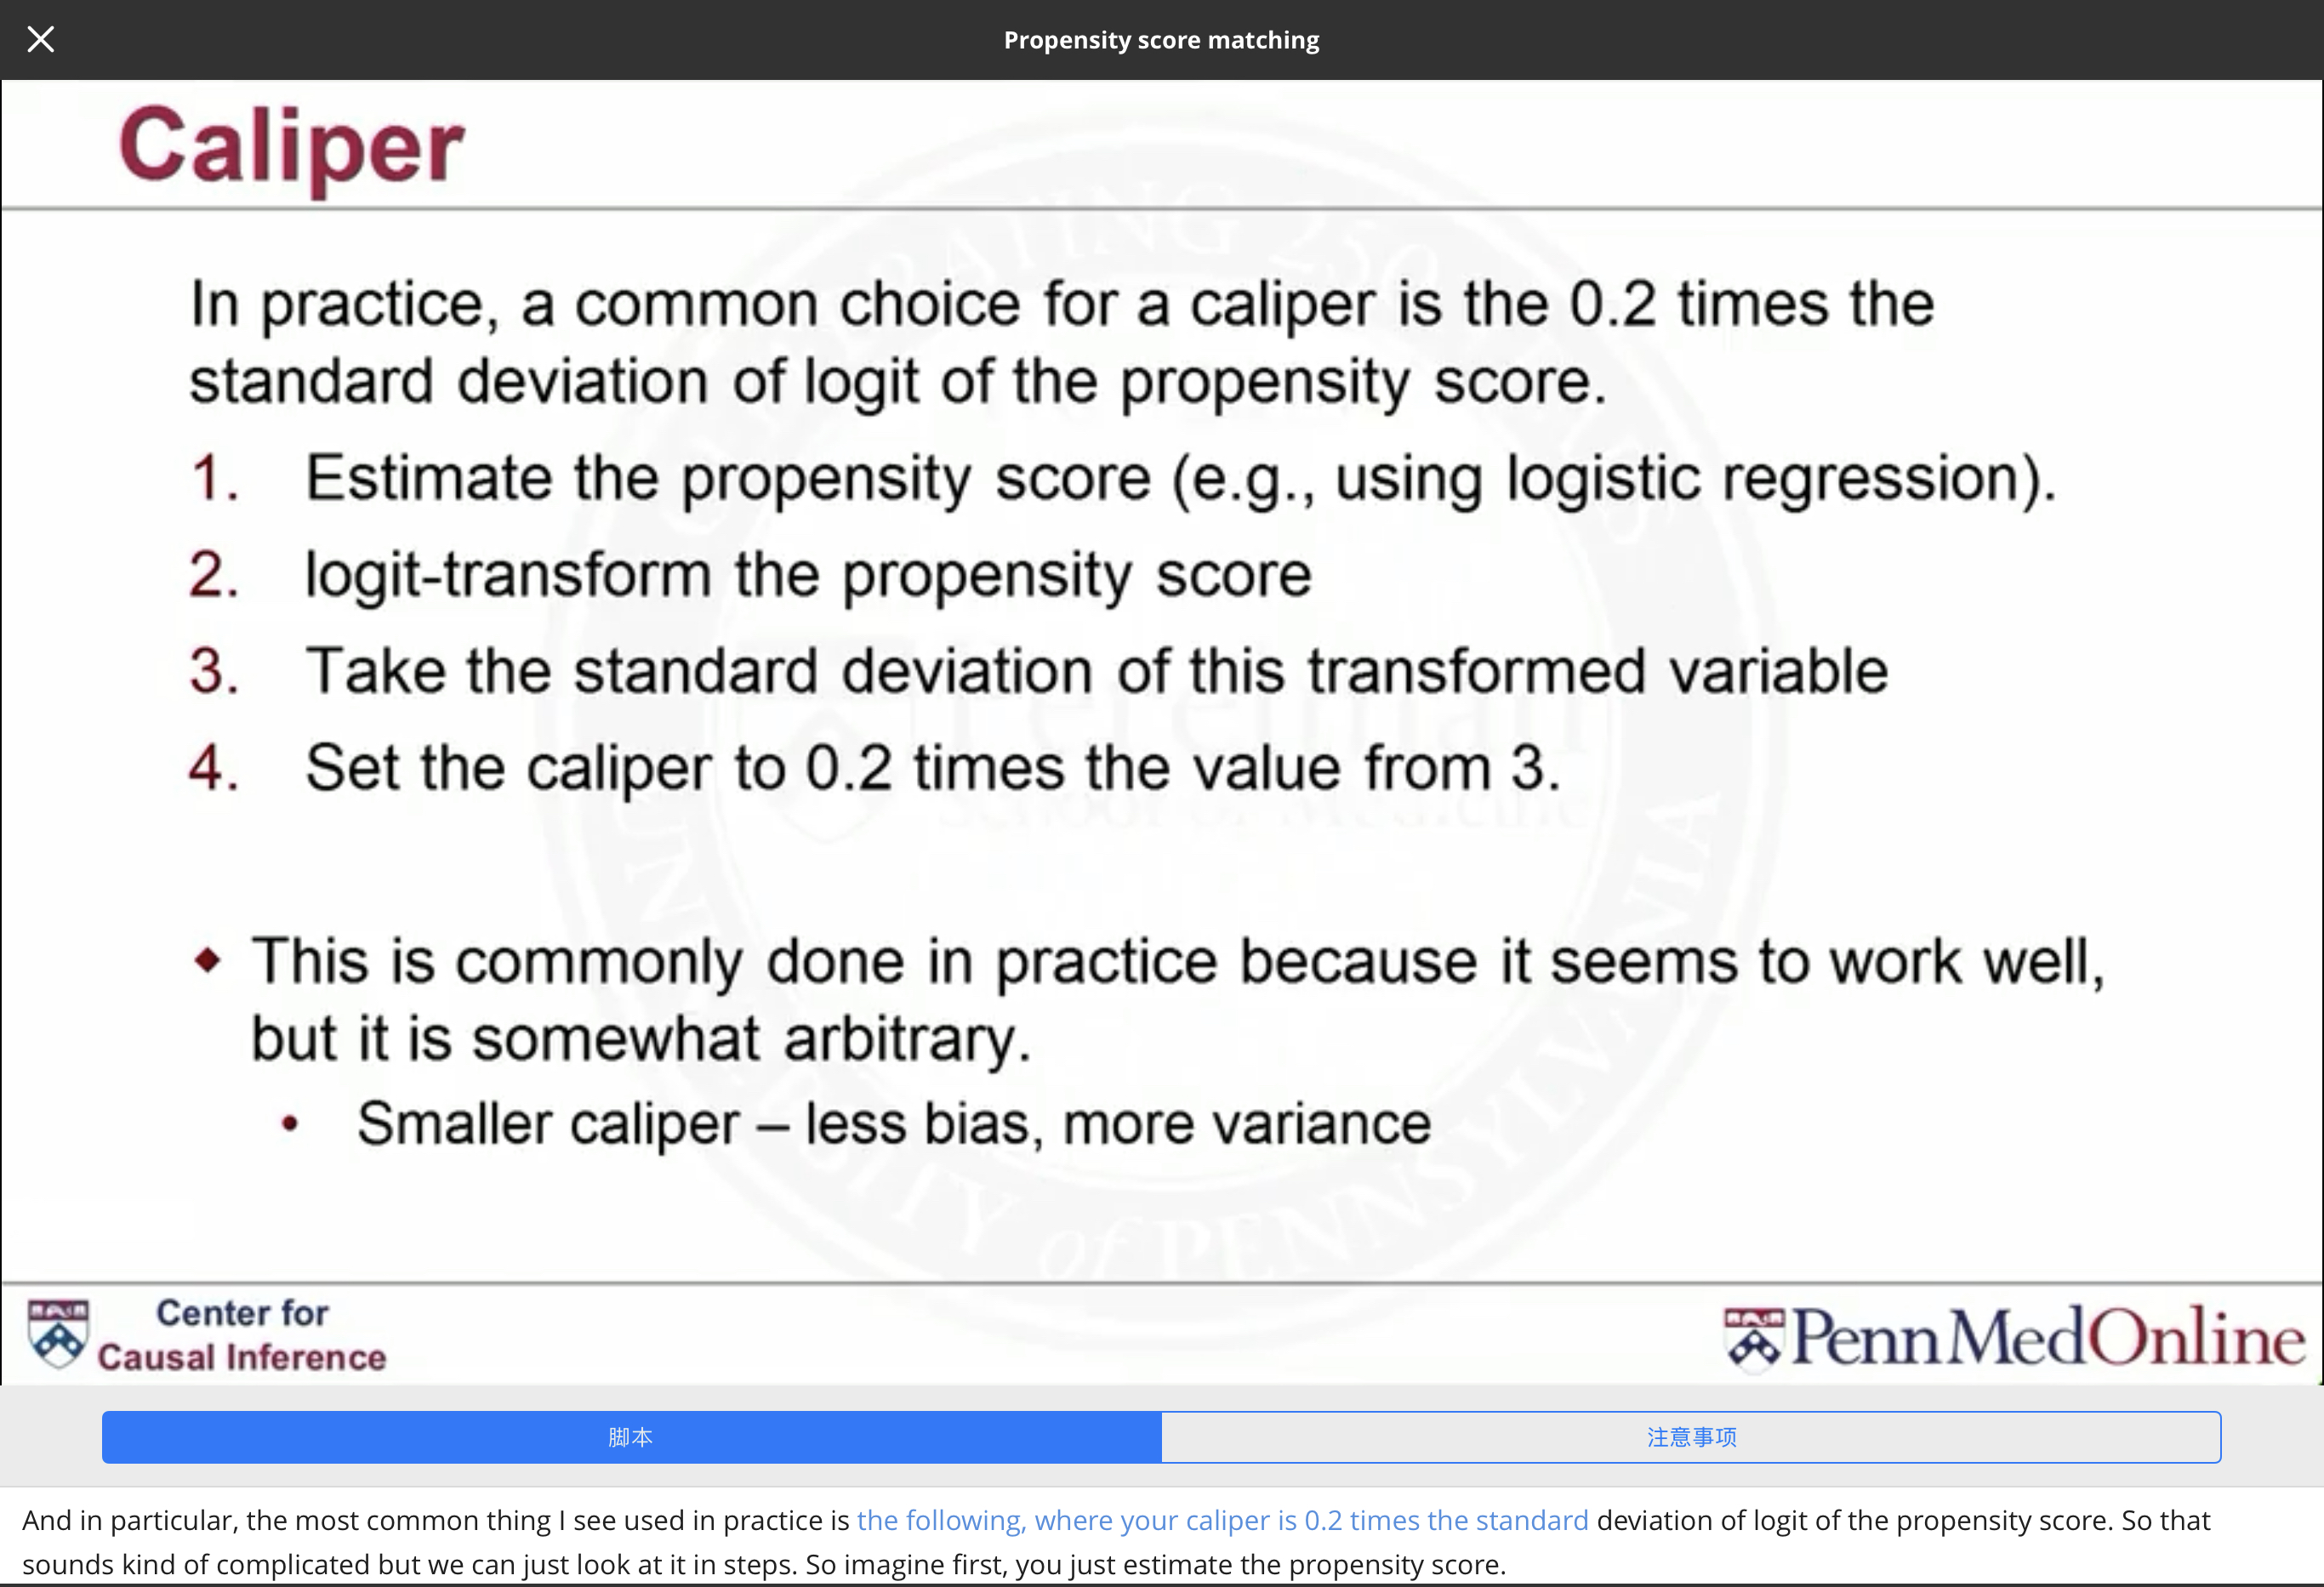 Propensity score matching
Caliper
In practice, a common choice for a caliper is the 0.2 times the
standard deviation of logit of the propensity score.
1. Estimate the propensity score (e.g., using logistic regression).
2. logit-transform the propensity score
3. Take the standard deviation of this transformed variable
4. Set the caliper to 0.2 times the value from 3.
◆ This is commonly done in practice because it seems to work well,
but it is somewhat arbitrary.
• Smaller caliper – less bias, more variance
Center for
Causal Inference
PennMedOnline
脚本
注意事项
And in particular, the most common thing I see used in practice is the following, where your caliper is 0.2 times the standard deviation of logit of the propensity score. So that
sounds kind of complicated but we can just look at it in steps. So imagine first, you just estimate the propensity score.